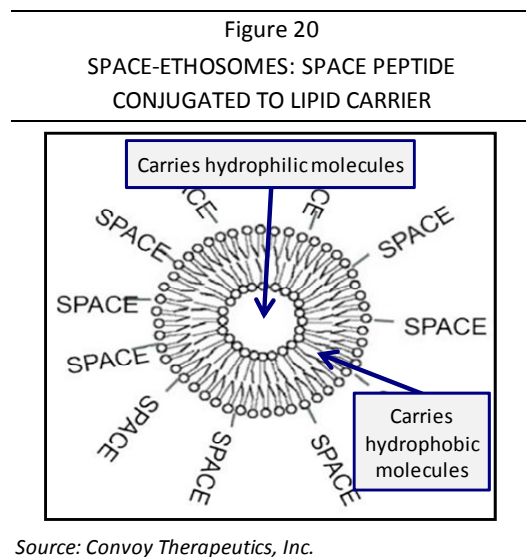 Figure 20
SPACE-ETHOSOMES: SPACE PEPTIDE
CONJUGATED TO LIPID CARRIER
Carries hydrophilic molecules
SPACE
SPACE
SPACE
SPACE
SPACE
SPACE
SPACE
SPACE
Carries
hydrophobic
molecules
Source: Convoy Therapeutics, Inc.